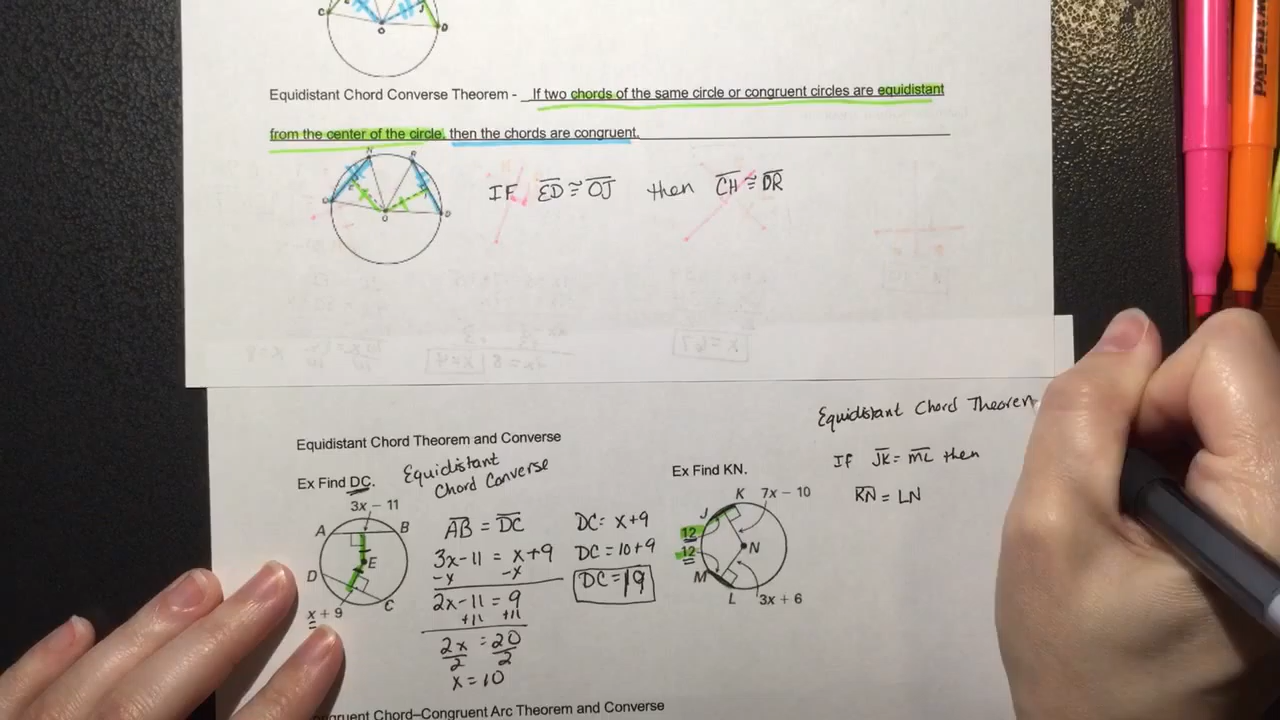 C
D
O
Equidistant Chord Converse Theorem - If two chords of the same circle or congruent circles are equidistant
from the center of the circle, then the chords are congruent.
IF ED ≅ OJ then CH ≅ DR
Equidistant Chord Theorem
Equidistant Chord Theorem and Converse
Ex Find DC. Equidistant
Chord Converse
3x – 11
A B
E
D
C
x + 9
AB = DC
3x-11 = x+9
-x -x
2x-11 = 9
+11 +11
2x = 20
2 2
x = 10
DC = x+9
DC = 10+9
DC = 19
Ex Find KN.
If JK = ML then
KN = LN
K 7x – 10
J
12
12
N
M
L 3x + 6
Chord–Congruent Arc Theorem and Converse
PAPERM